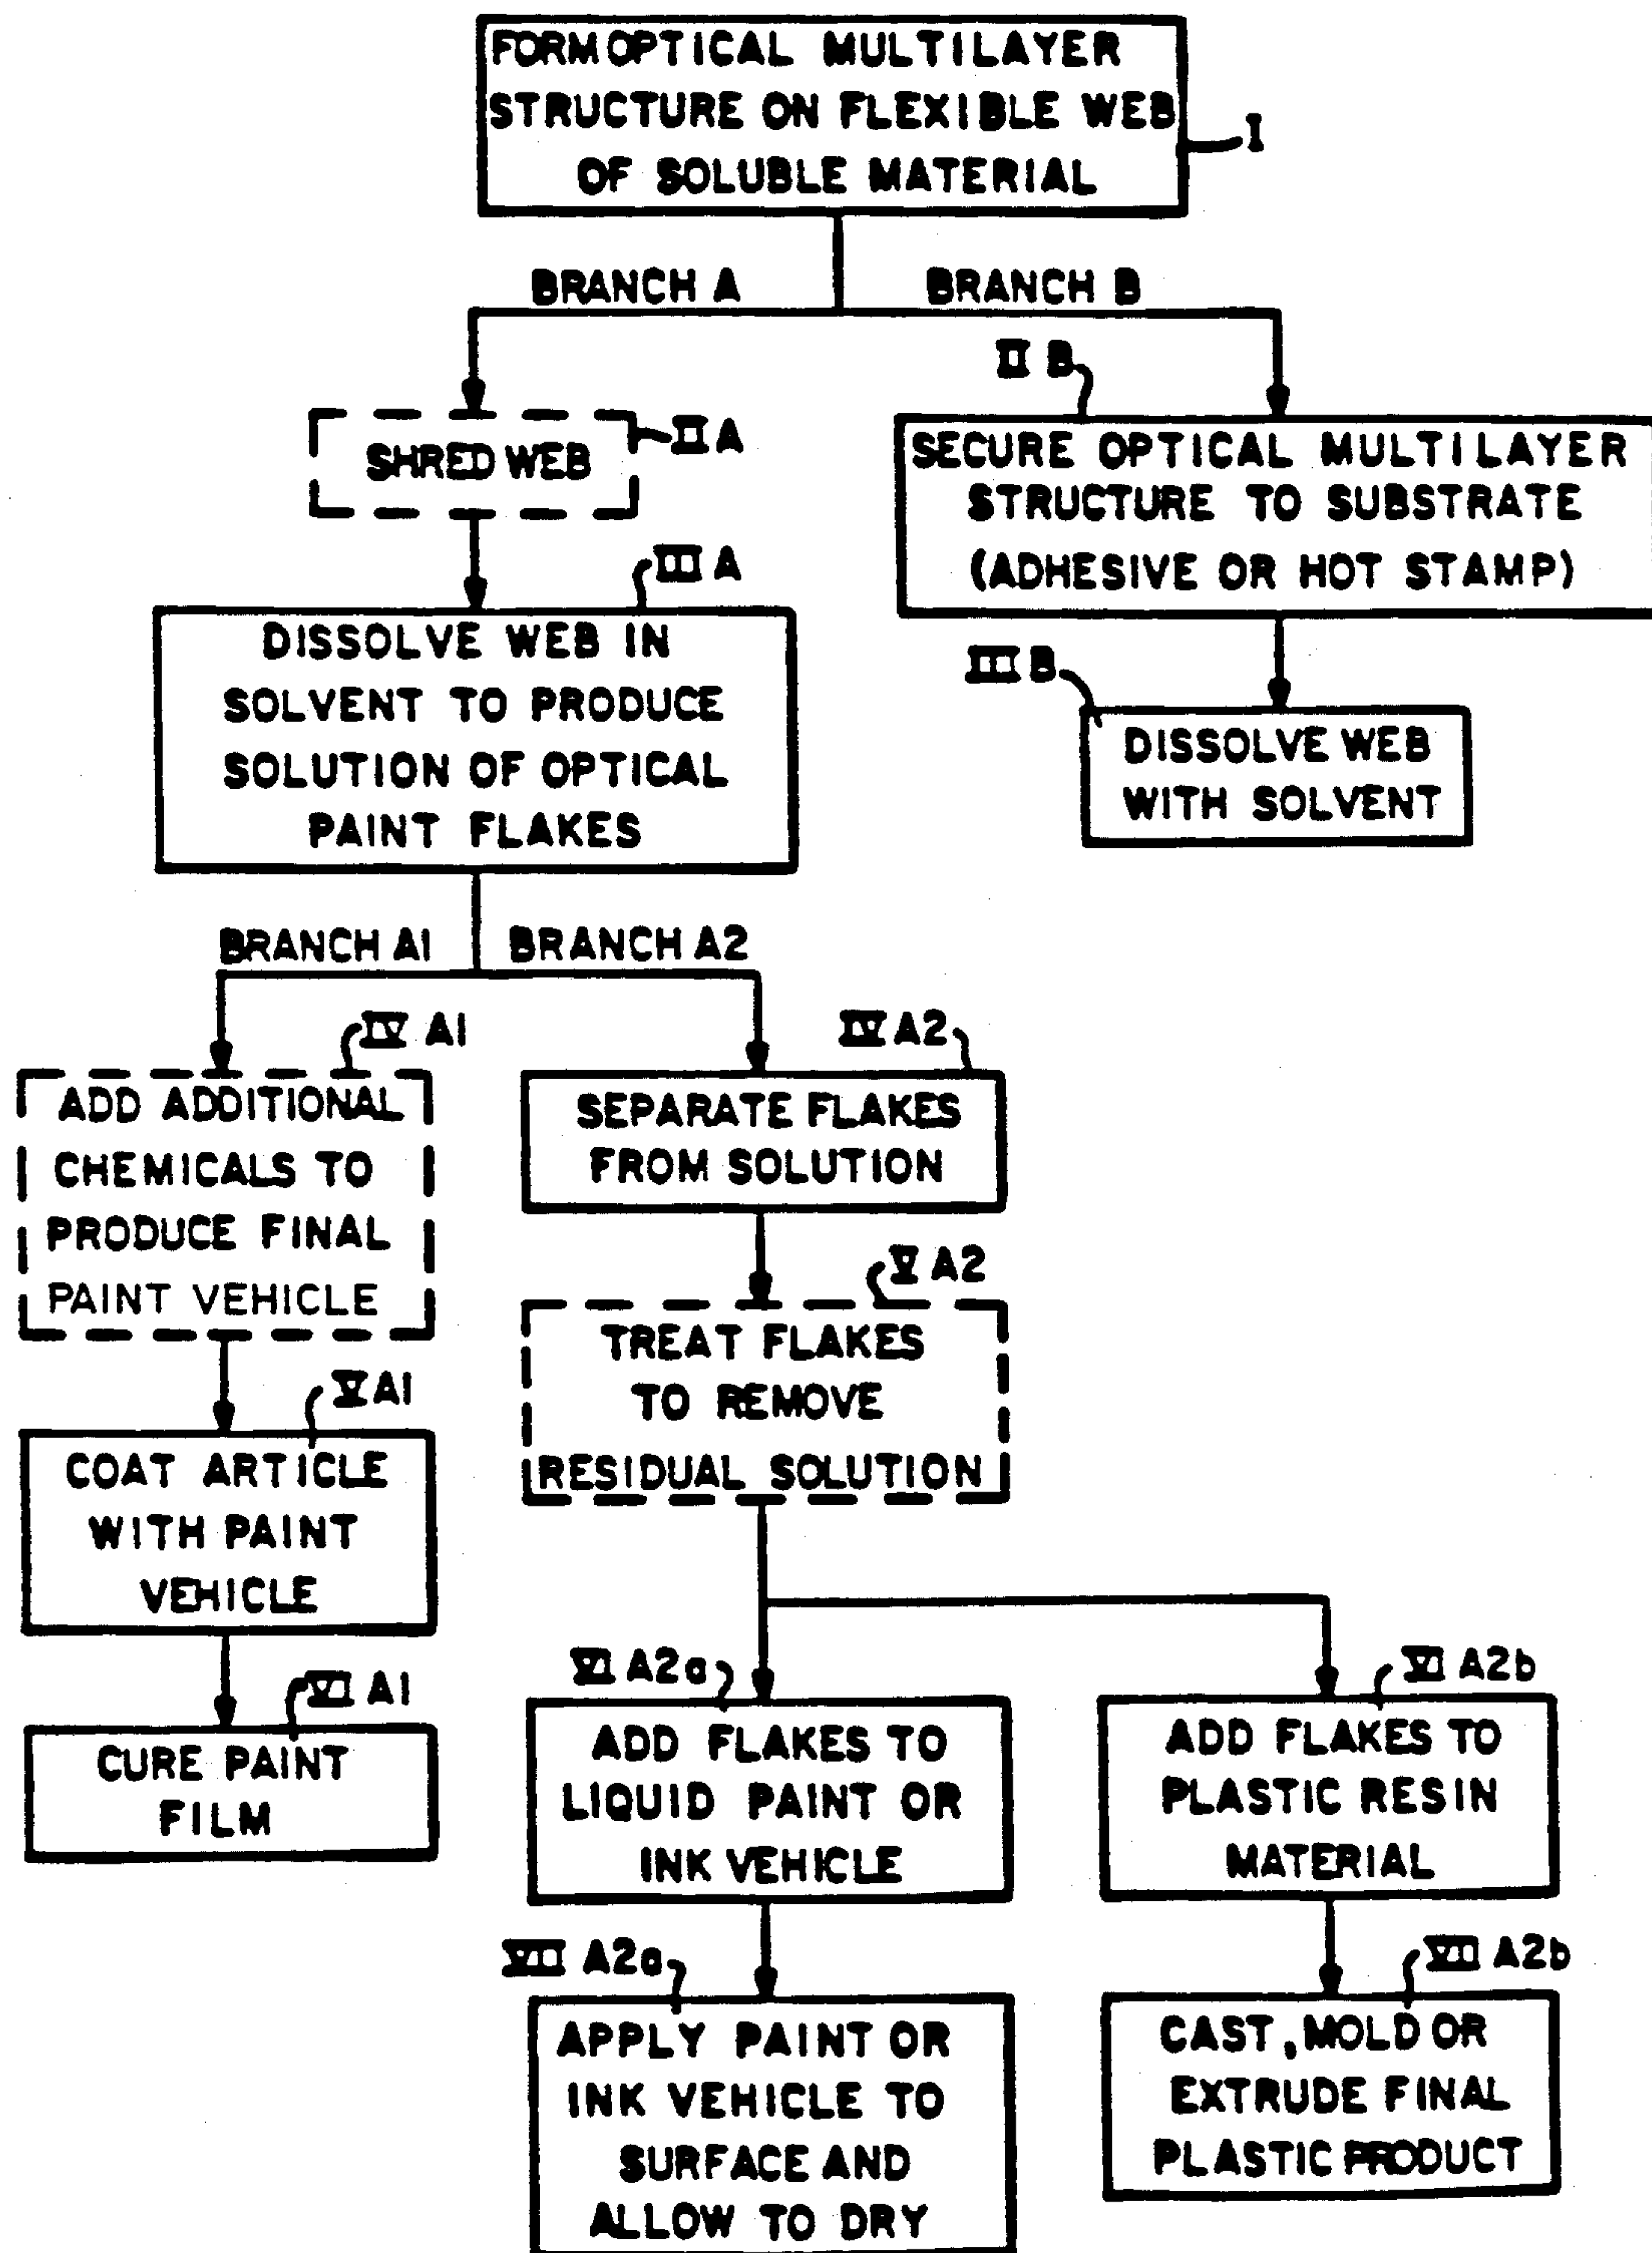 FORM OPTICAL MULTILAYER
STRUCTURE ON FLEXIBLE WEB
OF SOLUBLE MATERIAL
I
BRANCH A
BRANCH B
II A
SHRED WEB
II B
SECURE OPTICAL MULTILAYER
STRUCTURE TO SUBSTRATE
(ADHESIVE OR HOT STAMP)
III A
DISSOLVE WEB IN
SOLVENT TO PRODUCE
SOLUTION OF OPTICAL
PAINT FLAKES
III B
DISSOLVE WEB
WITH SOLVENT
BRANCH A1
BRANCH A2
IV A1
ADD ADDITIONAL
CHEMICALS TO
PRODUCE FINAL
PAINT VEHICLE
IV A2
SEPARATE FLAKES
FROM SOLUTION
V A2
TREAT FLAKES
TO REMOVE
RESIDUAL SOLUTION
V A1
COAT ARTICLE
WITH PAINT
VEHICLE
VI A1
CURE PAINT
FILM
VI A2a
ADD FLAKES TO
LIQUID PAINT OR
INK VEHICLE
VI A2b
ADD FLAKES TO
PLASTIC RESIN
MATERIAL
VII A2a
APPLY PAINT OR
INK VEHICLE TO
SURFACE AND
ALLOW TO DRY
VII A2b
CAST, MOLD OR
EXTRUDE FINAL
PLASTIC PRODUCT